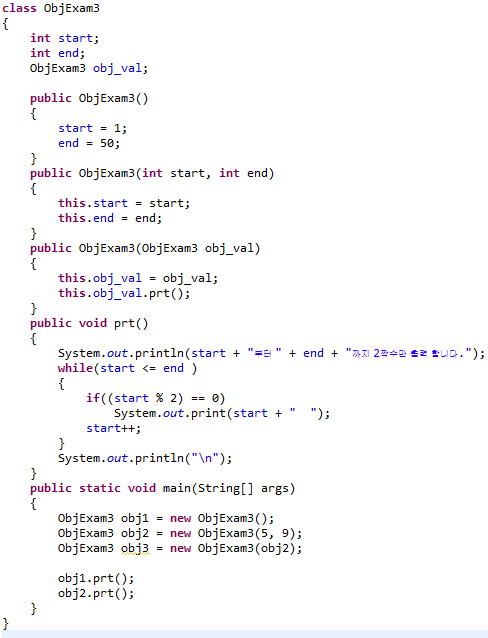 class ObjExam3
{
    int start;
    int end;
    ObjExam3 obj_val;

    public ObjExam3()
    {
        start = 1;
        end = 50;
    }
    public ObjExam3(int start, int end)
    {
        this.start = start;
        this.end = end;
    }
    public ObjExam3(ObjExam3 obj_val)
    {
        this.obj_val = obj_val;
        this.obj_val.prt();
    }
    public void prt()
    {
        System.out.println(start + "부터 " + end + "까지 2짝수만 출력 합니다.");
        while(start <= end )
        {
            if((start % 2) == 0)
                System.out.print(start + "  ");
            start++;
        }
        System.out.println("\n");
    }
    public static void main(String[] args)
    {
        ObjExam3 obj1 = new ObjExam3();
        ObjExam3 obj2 = new ObjExam3(5, 9);
        ObjExam3 obj3 = new ObjExam3(obj2);

        obj1.prt();
        obj2.prt();
    }
}